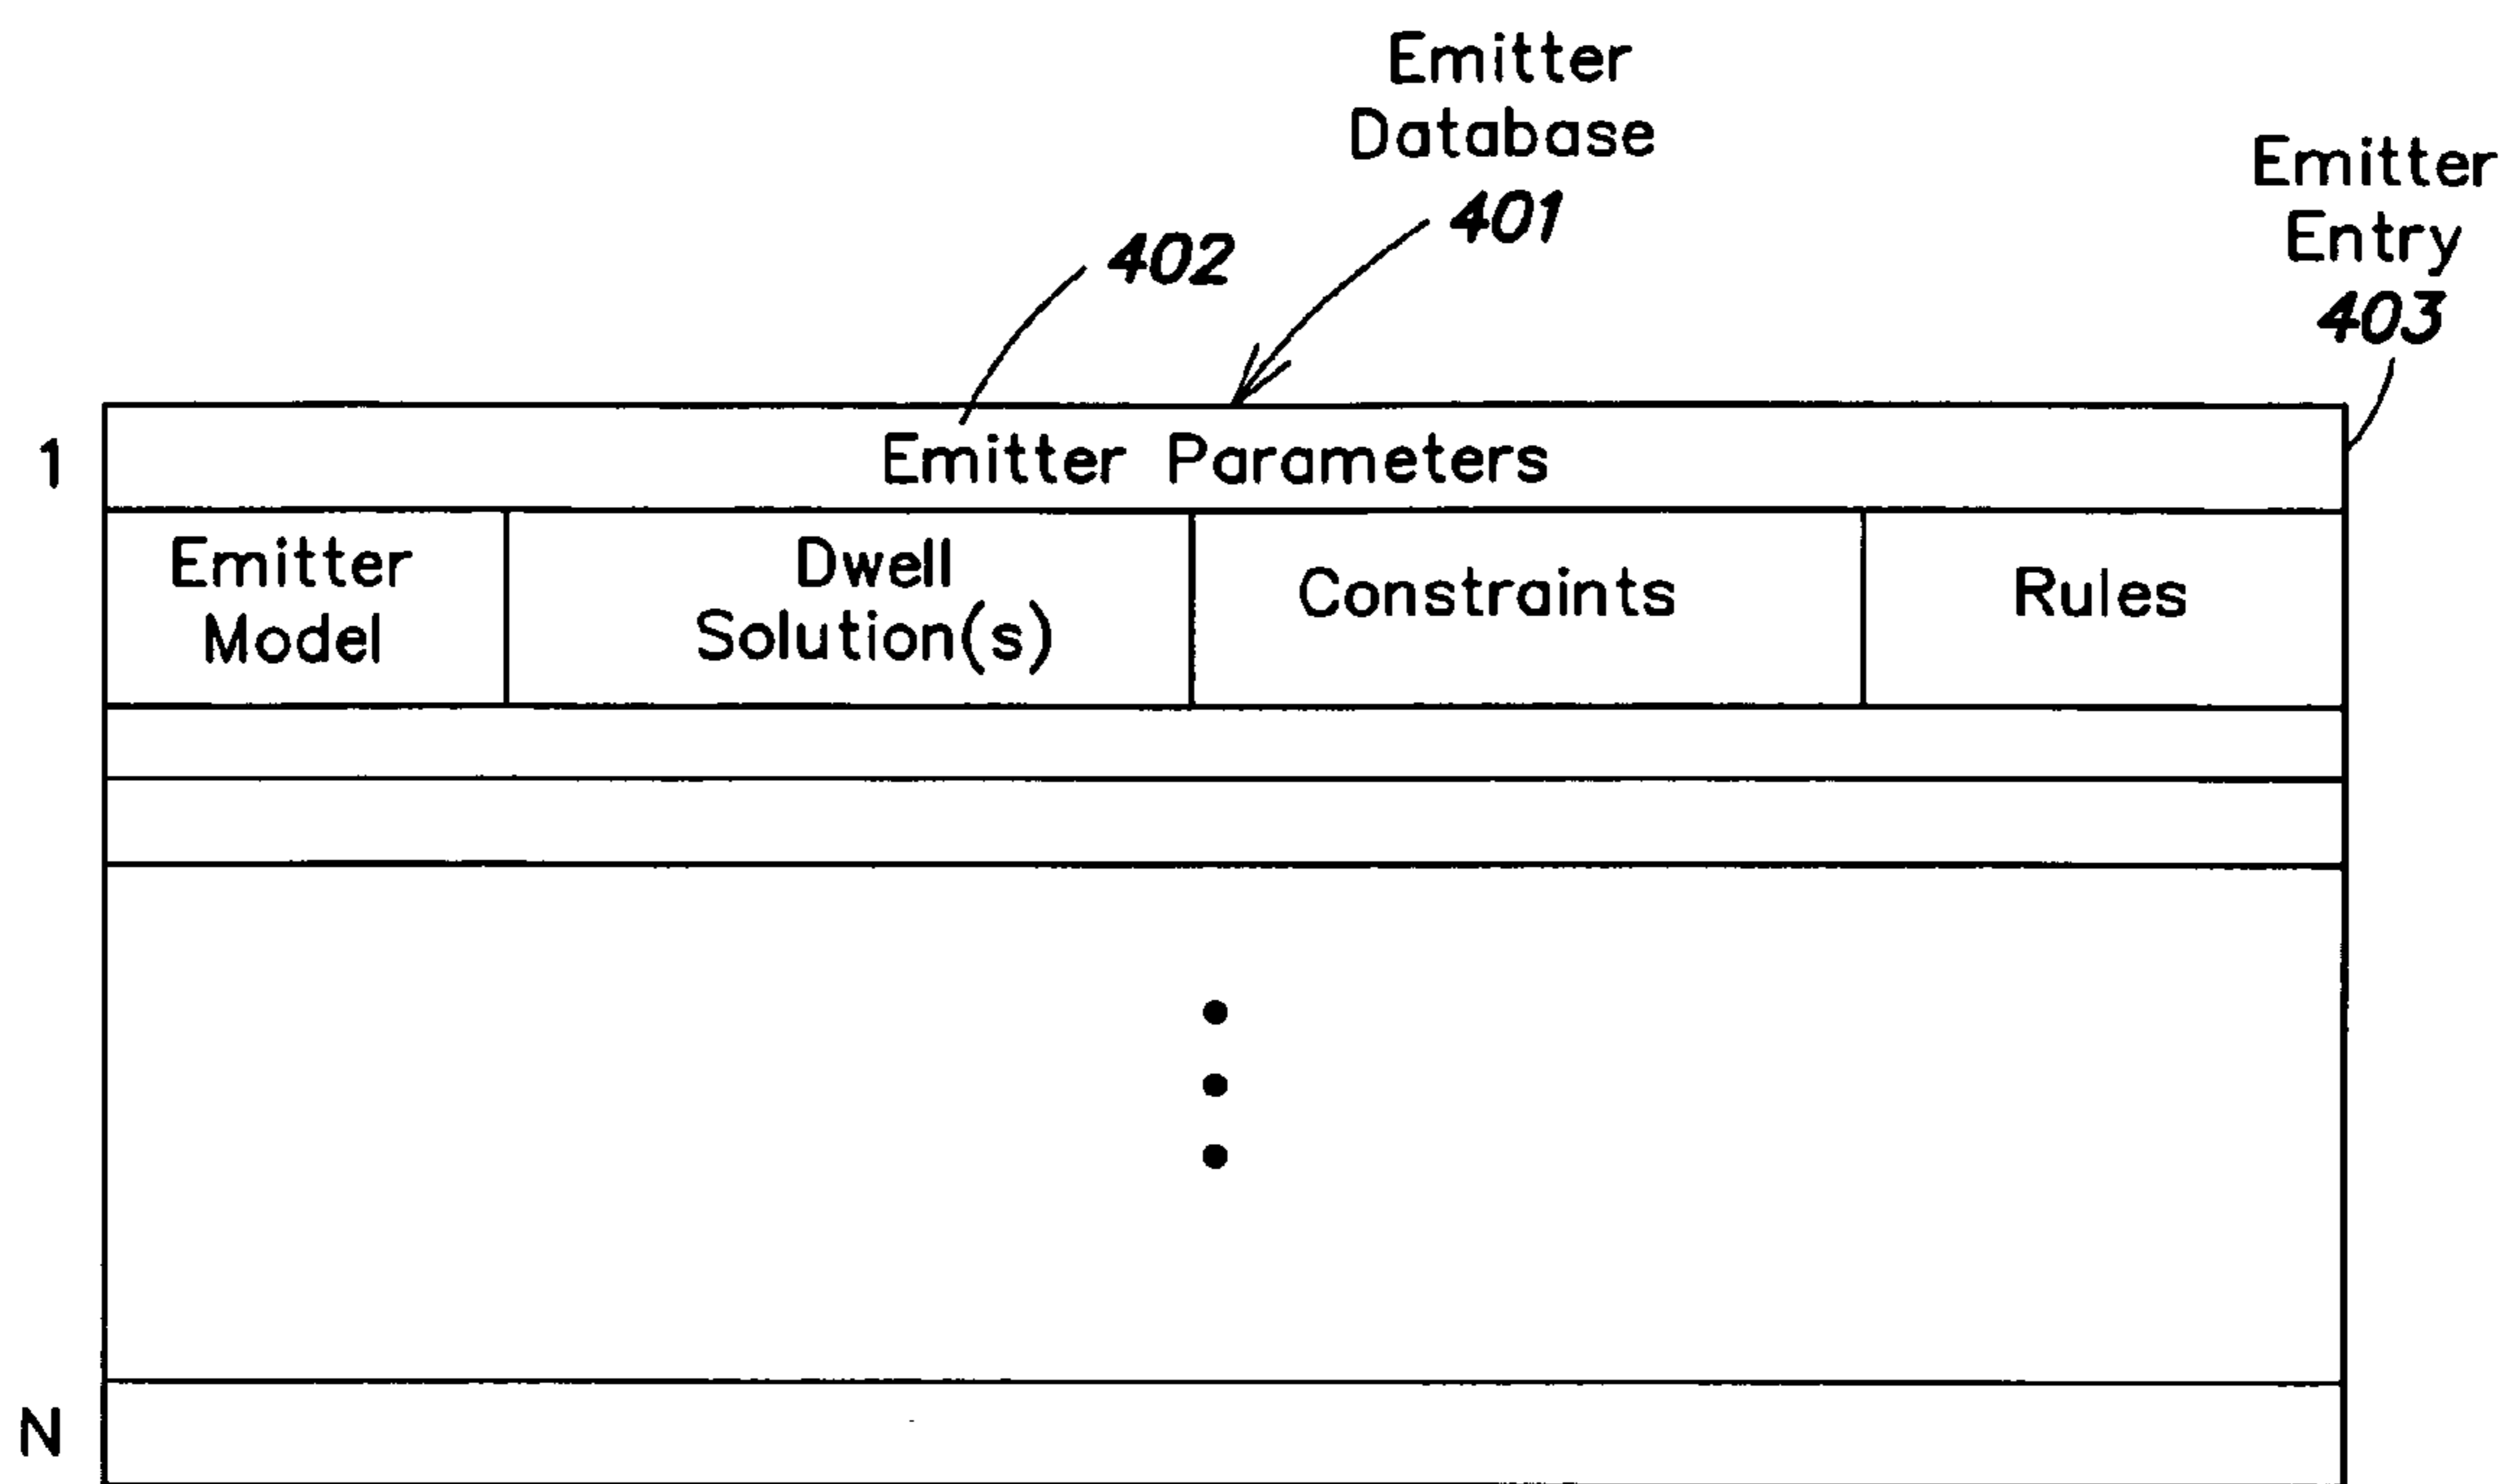 Emitter
Database
401
402
Emitter
Entry
403
1
Emitter Parameters
Emitter
Model
Dwell
Solution(s)
Constraints
Rules
N